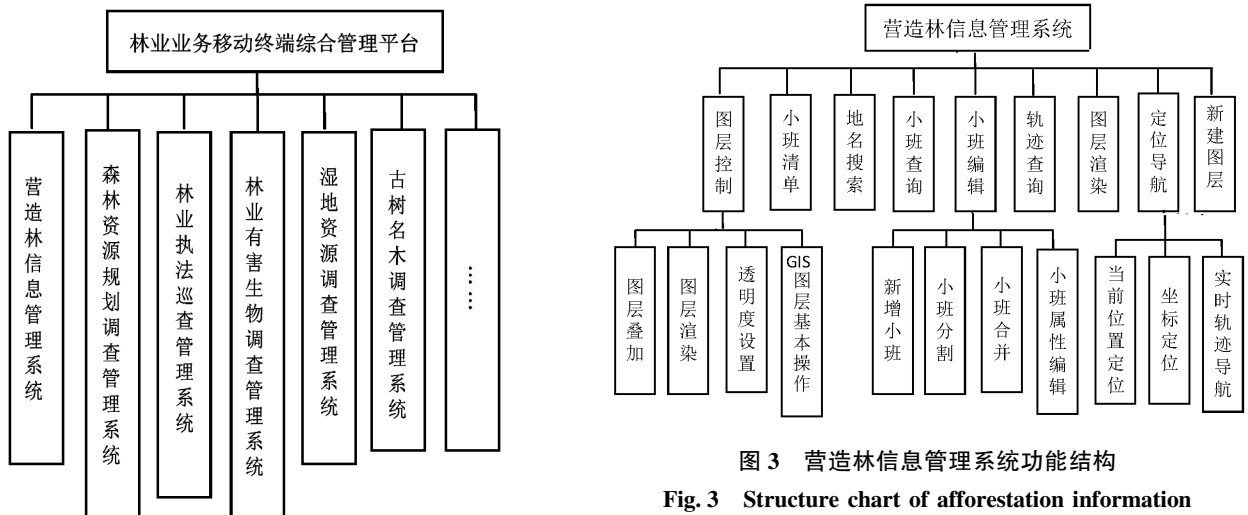 林业业务移动终端综合管理平台
营造林信息管理系统
森林资源规划调查管理系统
林业执法巡查管理系统
林业有害生物调查管理系统
湿地资源调查管理系统
古树名木调查管理系统
……
营造林信息管理系统
图层控制
小班清单
地名搜索
小班查询
小班编辑
轨迹查询
图层渲染
定位导航
新建图层
图层叠加
图层渲染
透明度设置
GIS图层基本操作
新增小班
小班分割
小班合并
小班属性编辑
当前位置定位
坐标定位
实时轨迹导航
图 3 营造林信息管理系统功能结构
Fig. 3 Structure chart of afforestation information